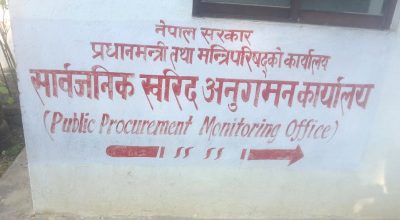 नेपाल सरकार
प्रधानमन्त्री तथा मन्त्रिपरिषद्को कार्यालय
सार्वजनिक खरिद अनुगमन कार्यालय
(Public Procurement Monitoring Office)